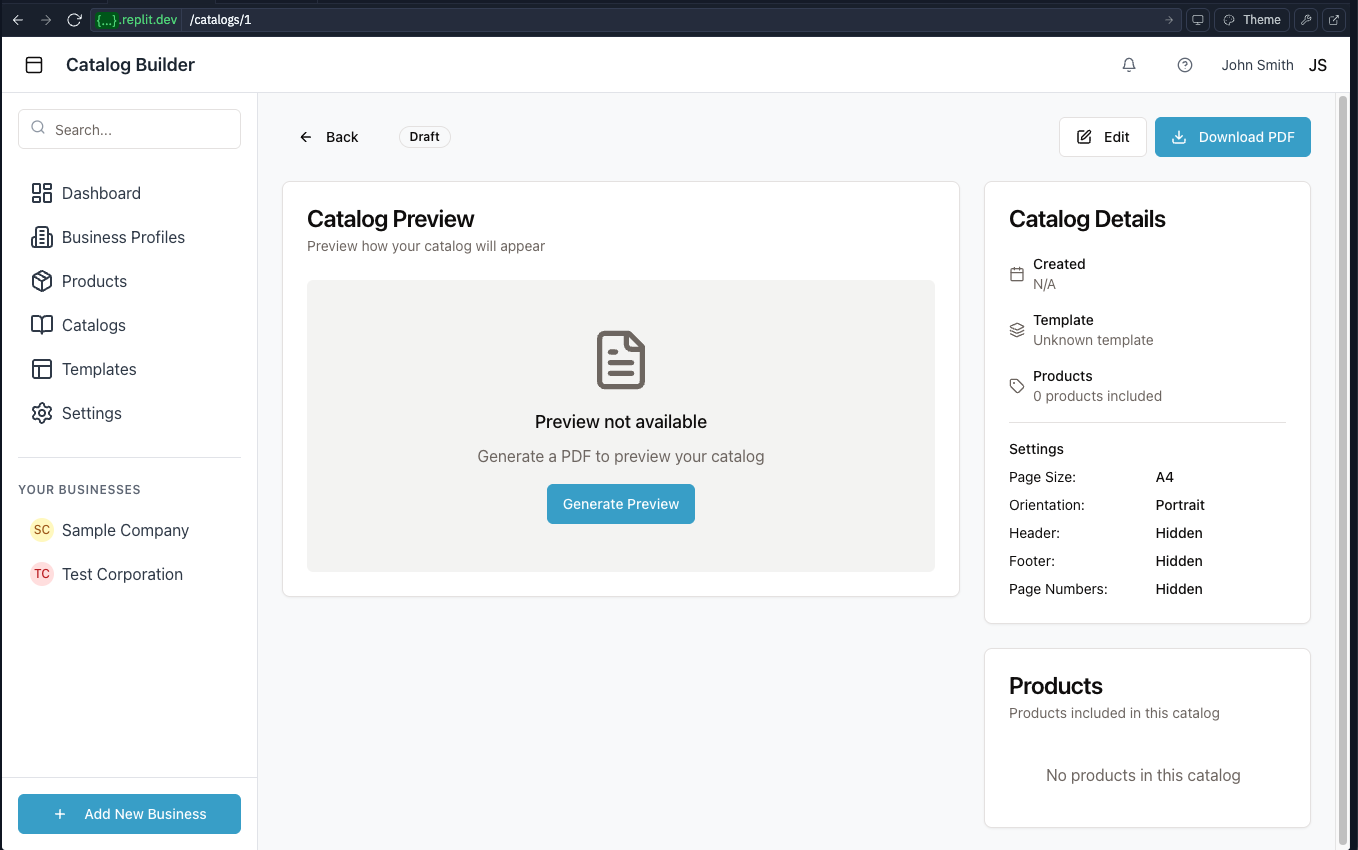 {...}.replit.dev /catalogs/1
Theme
Catalog Builder
John Smith JS
Search...
Dashboard
Business Profiles
Products
Catalogs
Templates
Settings
YOUR BUSINESSES
SC Sample Company
TC Test Corporation
+ Add New Business
Back
Draft
Edit
Download PDF
Catalog Preview
Preview how your catalog will appear
Preview not available
Generate a PDF to preview your catalog
Generate Preview
Catalog Details
Created
N/A
Template
Unknown template
Products
0 products included
Settings
Page Size: A4
Orientation: Portrait
Header: Hidden
Footer: Hidden
Page Numbers: Hidden
Products
Products included in this catalog
No products in this catalog